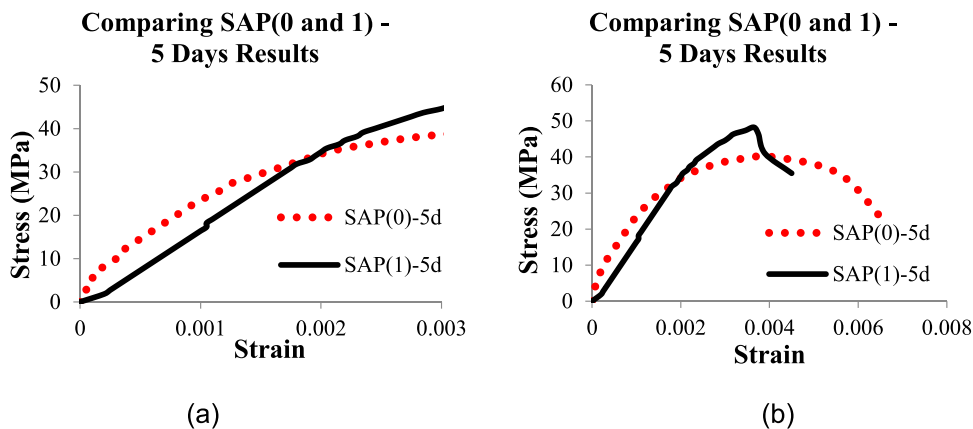 Comparing SAP(0 and 1) -
5 Days Results
50
40
30
20
10
0
Stress (MPa)
SAP(0)-5d
SAP(1)-5d
0
0.001
0.002
0.003
Strain
(a)
Comparing SAP(0 and 1) -
5 Days Results
60
50
40
30
20
10
0
Stress (MPa)
SAP(0)-5d
SAP(1)-5d
0
0.002
0.004
0.006
0.008
Strain
(b)